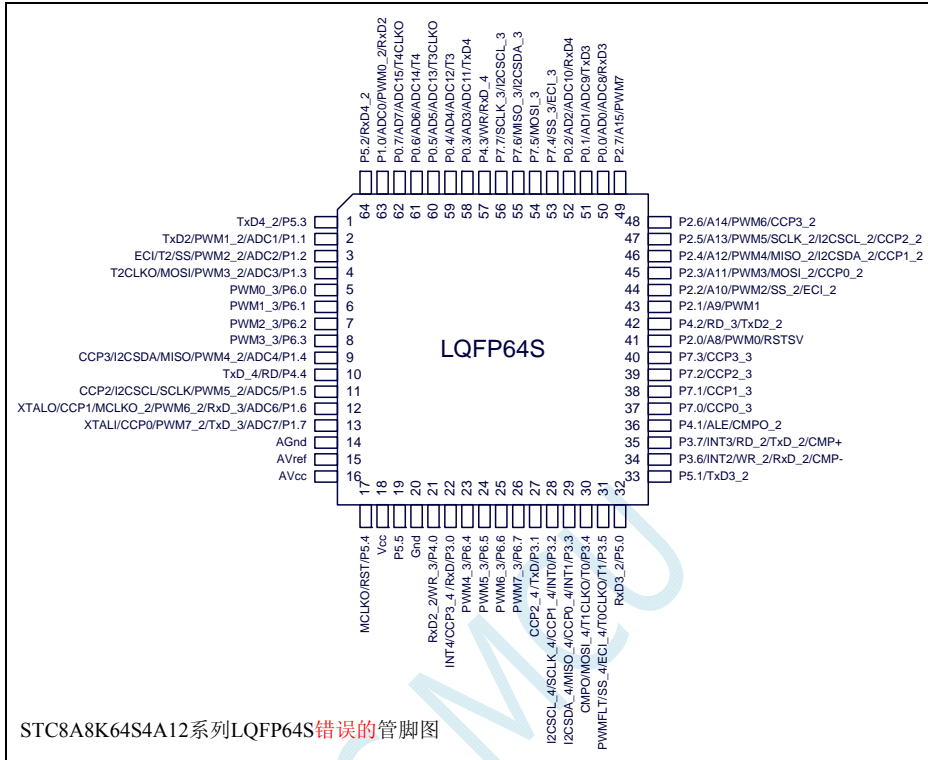 P5.2/RxD4_2
P1.0/ADC0/PWM0_2/RxD2
P0.7/AD7/ADC15/T4CLKO
P0.6/AD6/ADC14/T4
P0.5/AD5/ADC13/T3CLKO
P0.4/AD4/ADC12/T3
P0.3/AD3/ADC11/TxD4
P4.3/WR/RxD_4
P7.7/SCLK_3/I2CSCL_3
P7.6/MISO_3/I2CSDA_3
P7.5/MOSI_3
P7.4/SS_3/ECI_3
P0.2/AD2/ADC10/RxD4
P0.1/AD1/ADC9/TxD3
P0.0/AD0/ADC8/RxD3
P2.7/A15/PWM7
64 63 62 61 60 59 58 57 56 55 54 53 52 51 50 49
TxD4_2/P5.3 1
TxD2/PWM1_2/ADC1/P1.1 2
ECI/T2/SS/PWM2_2/ADC2/P1.2 3
T2CLKO/MOSI/PWM3_2/ADC3/P1.3 4
PWM0_3/P6.0 5
PWM1_3/P6.1 6
PWM2_3/P6.2 7
PWM3_3/P6.3 8
CCP3/I2CSDA/MISO/PWM4_2/ADC4/P1.4 9
TxD_4/RD/P4.4 10
CCP2/I2CSCL/SCLK/PWM5_2/ADC5/P1.5 11
XTALO/CCP1/MCLKO_2/PWM6_2/RxD_3/ADC6/P1.6 12
XTALI/CCP0/PWM7_2/TxD_3/ADC7/P1.7 13
AGnd 14
AVref 15
AVcc 16
LQFP64S
48 P2.6/A14/PWM6/CCP3_2
47 P2.5/A13/PWM5/SCLK_2/I2CSCL_2/CCP2_2
46 P2.4/A12/PWM4/MISO_2/I2CSDA_2/CCP1_2
45 P2.3/A11/PWM3/MOSI_2/CCP0_2
44 P2.2/A10/PWM2/SS_2/ECI_2
43 P2.1/A9/PWM1
42 P4.2/RD_3/TxD2_2
41 P2.0/A8/PWM0/RSTSV
40 P7.3/CCP3_3
39 P7.2/CCP2_3
38 P7.1/CCP1_3
37 P7.0/CCP0_3
36 P4.1/ALE/CMPO_2
35 P3.7/INT3/RD_2/TxD_2/CMP+
34 P3.6/INT2/WR_2/RxD_2/CMP-
33 P5.1/TxD3_2
17 18 19 20 21 22 23 24 25 26 27 28 29 30 31 32
MCLKO/RST/P5.4
Vcc
P5.5
Gnd
RxD2_2/WR_3/P4.0
INT4/CCP3_4 /RxD/P3.0
PWM4_3/P6.4
PWM5_3/P6.5
PWM6_3/P6.6
PWM7_3/P6.7
CCP2_4 /TxD/P3.1
I2CSCL_4/SCLK_4/CCP1_4/INT0/P3.2
I2CSDA_4/MISO_4/CCP0_4/INT1/P3.3
CMPO/MOSI_4/T1CLKO/T0/P3.4
PWMFLT/SS_4/ECI_4/T0CLKO/T1/P3.5
RxD3_2/P5.0
STC8A8K64S4A12系列LQFP64S错误的管脚图
MCU